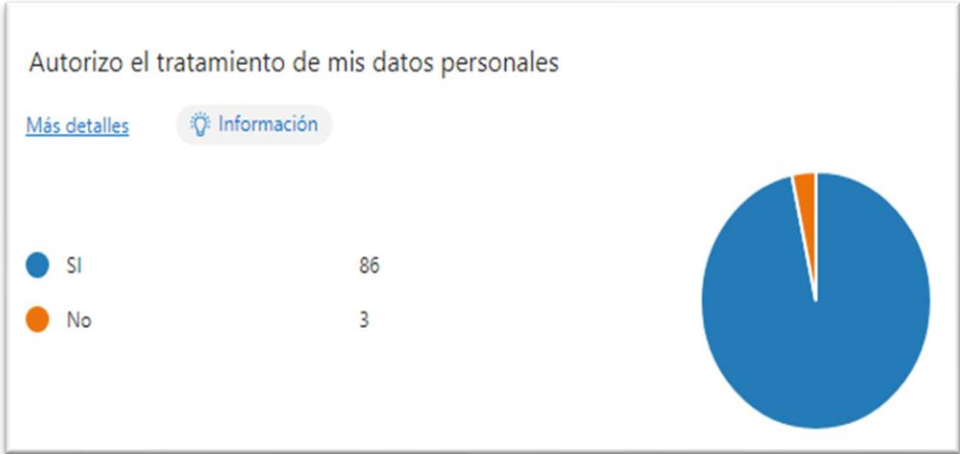 Autorizo el tratamiento de mis datos personales
Más detalles Información
SI 86
No 3